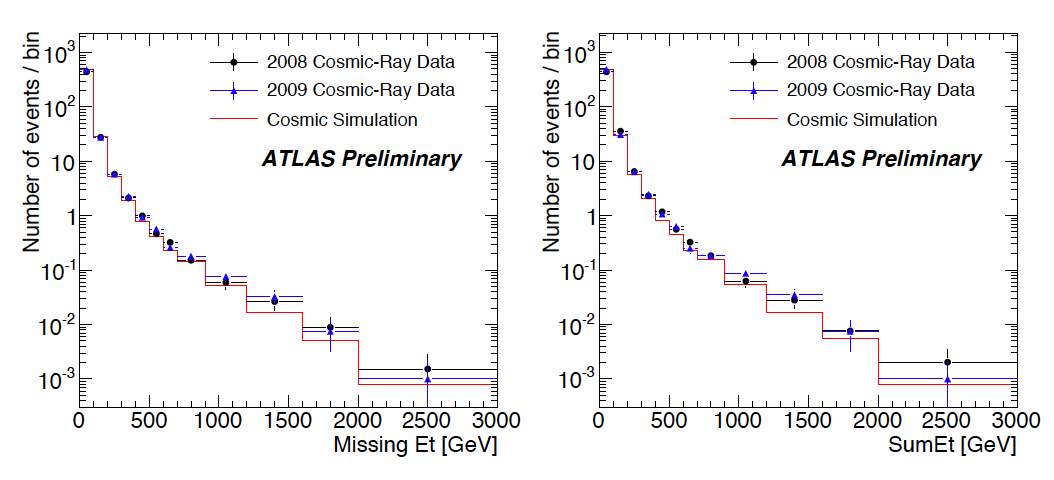 Number of events / bin
10³
10²
10
1
10⁻¹
10⁻²
10⁻³
2008 Cosmic-Ray Data
2009 Cosmic-Ray Data
Cosmic Simulation
ATLAS Preliminary
0 500 1000 1500 2000 2500 3000
Missing Et [GeV]
Number of events / bin
10³
10²
10
1
10⁻¹
10⁻²
10⁻³
2008 Cosmic-Ray Data
2009 Cosmic-Ray Data
Cosmic Simulation
ATLAS Preliminary
0 500 1000 1500 2000 2500 3000
SumEt [GeV]